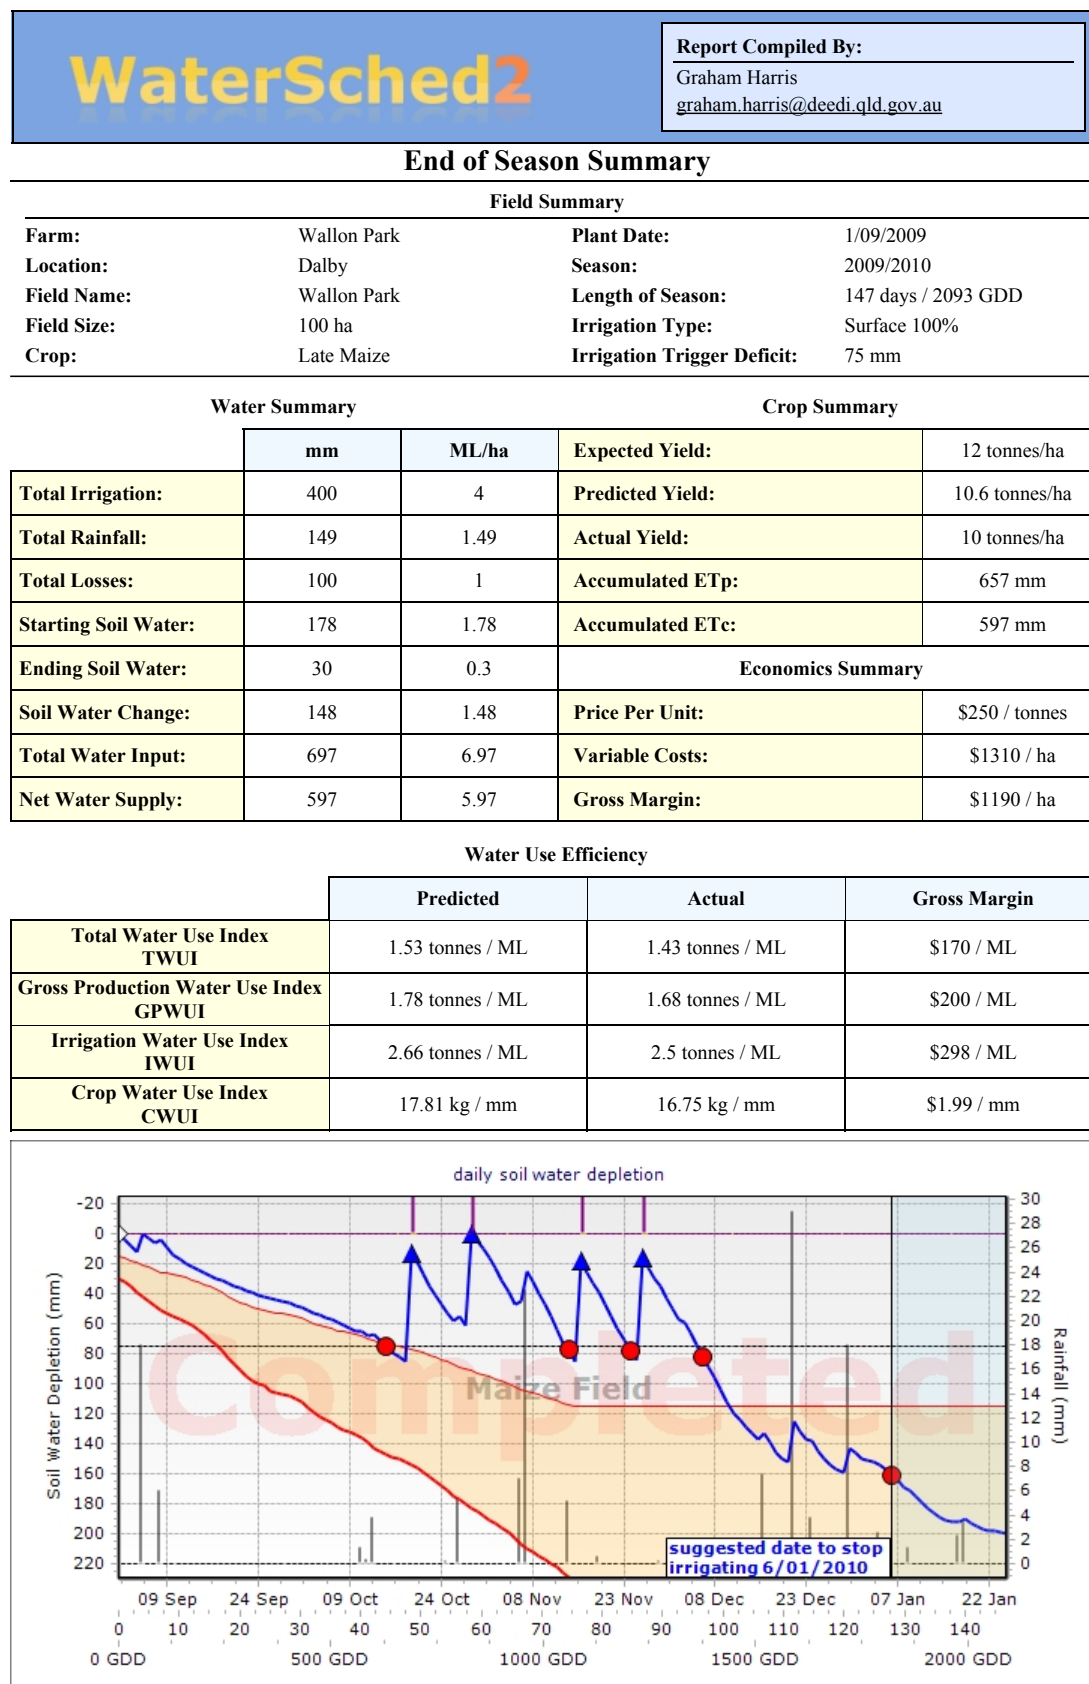 WaterSched2
Report Compiled By:
Graham Harris
graham.harris@deedi.qld.gov.au
End of Season Summary
Field Summary
Farm: Wallon Park Plant Date: 1/09/2009
Location: Dalby Season: 2009/2010
Field Name: Wallon Park Length of Season: 147 days / 2093 GDD
Field Size: 100 ha Irrigation Type: Surface 100%
Crop: Late Maize Irrigation Trigger Deficit: 75 mm
Water Summary Crop Summary
mm ML/ha Expected Yield: 12 tonnes/ha
Total Irrigation: 400 4 Predicted Yield: 10.6 tonnes/ha
Total Rainfall: 149 1.49 Actual Yield: 10 tonnes/ha
Total Losses: 100 1 Accumulated ETp: 657 mm
Starting Soil Water: 178 1.78 Accumulated ETc: 597 mm
Ending Soil Water: 30 0.3 Economics Summary
Soil Water Change: 148 1.48 Price Per Unit: $250 / tonnes
Total Water Input: 697 6.97 Variable Costs: $1310 / ha
Net Water Supply: 597 5.97 Gross Margin: $1190 / ha
Water Use Efficiency
Predicted Actual Gross Margin
Total Water Use Index
TWUI 1.53 tonnes / ML 1.43 tonnes / ML $170 / ML
Gross Production Water Use Index
GPWUI 1.78 tonnes / ML 1.68 tonnes / ML $200 / ML
Irrigation Water Use Index
IWUI 2.66 tonnes / ML 2.5 tonnes / ML $298 / ML
Crop Water Use Index
CWUI 17.81 kg / mm 16.75 kg / mm $1.99 / mm
daily soil water depletion
Soil Water Depletion (mm)
-20
0
20
40
60
80
100
120
140
160
180
200
220
30
28
26
24
22
20
18
16
14
12
10
8
6
4
2
0
Rainfall (mm)
Completed
Maize Field
suggested date to stop
irrigating 6/01/2010
09 Sep 24 Sep 09 Oct 24 Oct 08 Nov 23 Nov 08 Dec 23 Dec 07 Jan 22 Jan
0 10 20 30 40 50 60 70 80 90 100 110 120 130 140
0 GDD 500 GDD 1000 GDD 1500 GDD 2000 GDD